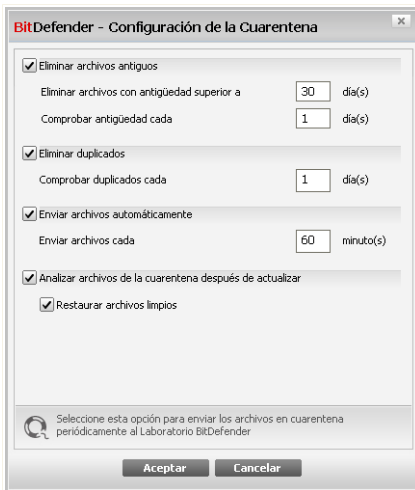 BitDefender - Configuración de la Cuarentena
Eliminar archivos antiguos
Eliminar archivos con antigüedad superior a 30 día(s)
Comprobar antigüedad cada 1 día(s)
Eliminar duplicados
Comprobar duplicados cada 1 día(s)
Enviar archivos automáticamente
Enviar archivos cada 60 minuto(s)
Analizar archivos de la cuarentena después de actualizar
Restaurar archivos limpios
Seleccione esta opción para enviar los archivos en cuarentena
periódicamente al Laboratorio BitDefender
Aceptar Cancelar